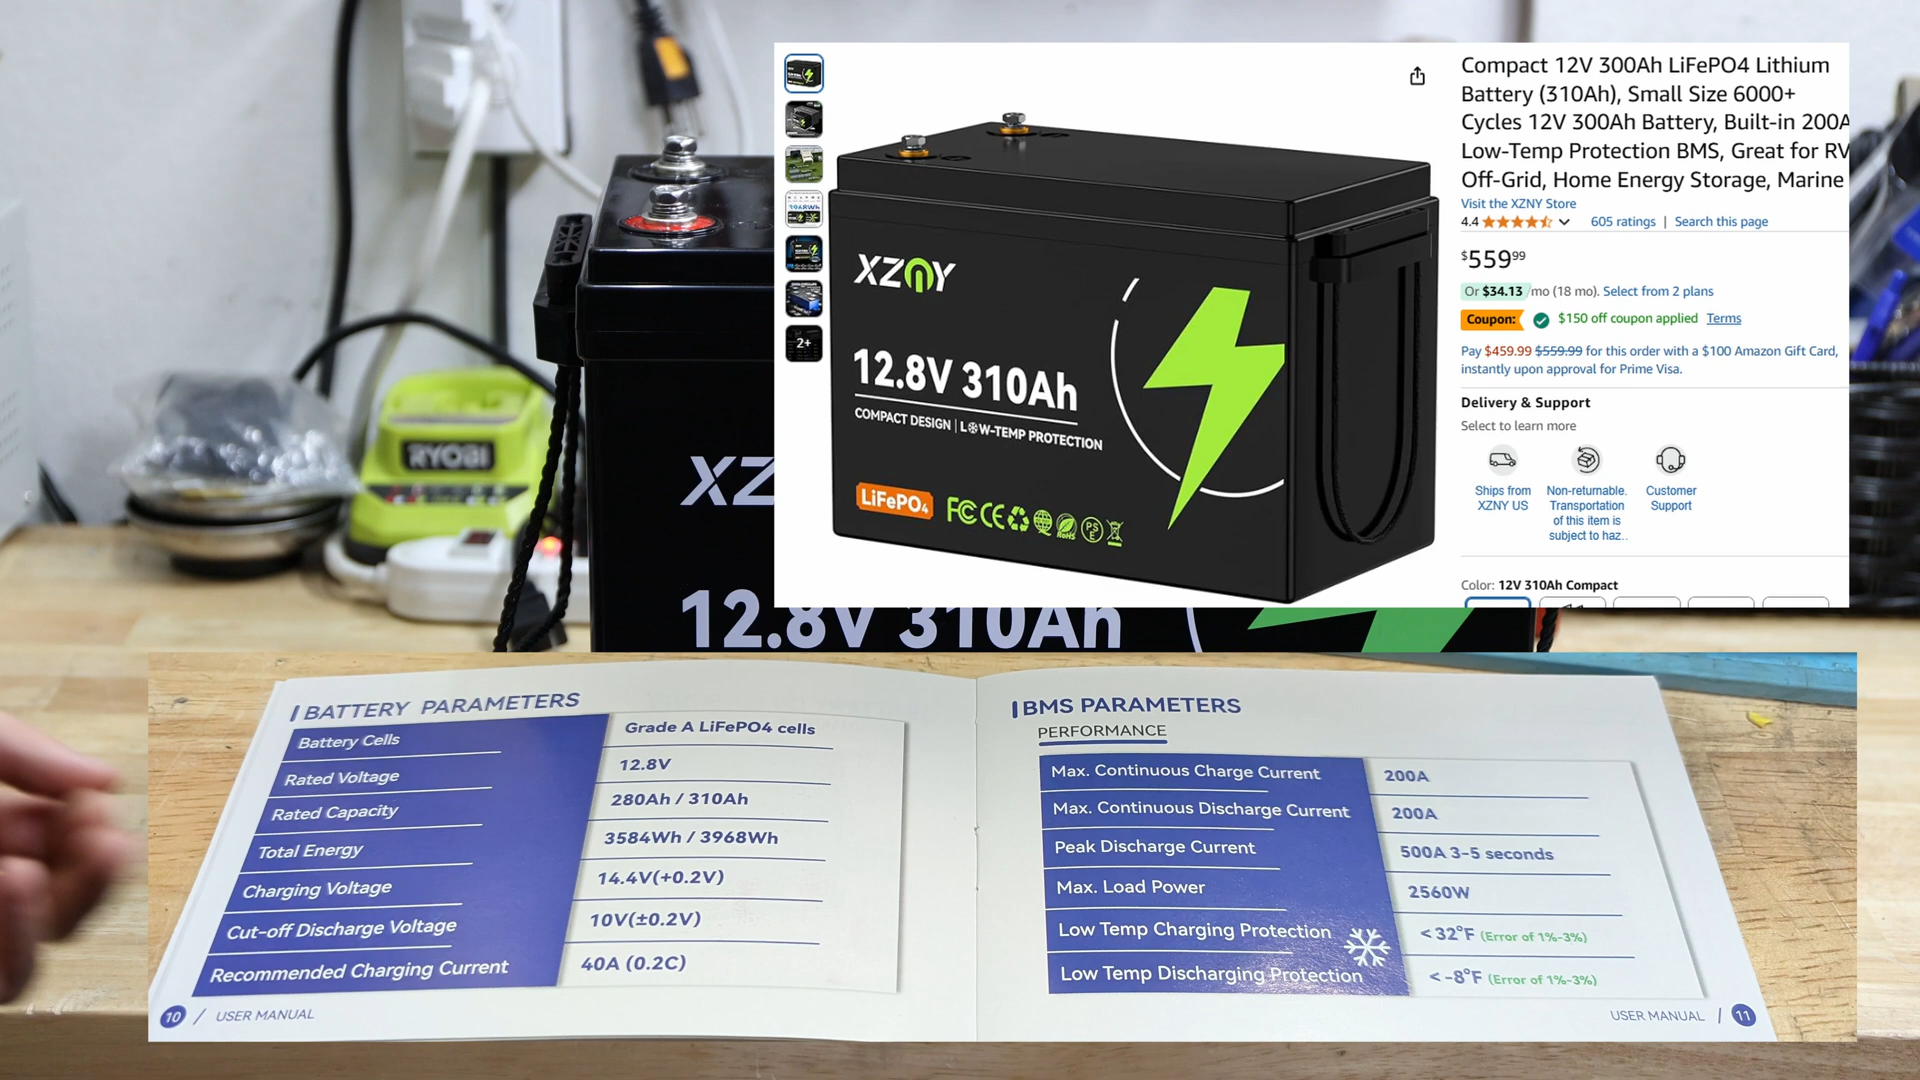 RYOBI
XZ
12.8V 310Ah
Compact 12V 300Ah LiFePO4 Lithium
Battery (310Ah), Small Size 6000+
Cycles 12V 300Ah Battery, Built-in 200A
Low-Temp Protection BMS, Great for RV
Off-Grid, Home Energy Storage, Marine
Visit the XZNY Store
4.4 605 ratings | Search this page
$559.99
Or $34.13 /mo (18 mo). Select from 2 plans
Coupon: $150 off coupon applied Terms
Pay $459.99 $559.99 for this order with a $100 Amazon Gift Card,
instantly upon approval for Prime Visa.
Delivery & Support
Select to learn more
Ships from
XZNY US
Non-returnable.
Transportation
of this item is
subject to haz..
Customer
Support
Color: 12V 310Ah Compact
2+
XZNY
12.8V 310Ah
COMPACT DESIGN | LOW-TEMP PROTECTION
LiFePO4
FC CE
RoHS
PS
E
BATTERY PARAMETERS
Battery Cells Grade A LiFePO4 cells
Rated Voltage 12.8V
Rated Capacity 280Ah / 310Ah
Total Energy 3584Wh / 3968Wh
Charging Voltage 14.4V(+0.2V)
Cut-off Discharge Voltage 10V(±0.2V)
Recommended Charging Current 40A (0.2C)
10 / USER MANUAL
BMS PARAMETERS
PERFORMANCE
Max. Continuous Charge Current 200A
Max. Continuous Discharge Current 200A
Peak Discharge Current 500A 3-5 seconds
Max. Load Power 2560W
Low Temp Charging Protection <32°F (Error of 1%-3%)
Low Temp Discharging Protection <-8°F (Error of 1%-3%)
USER MANUAL | 11